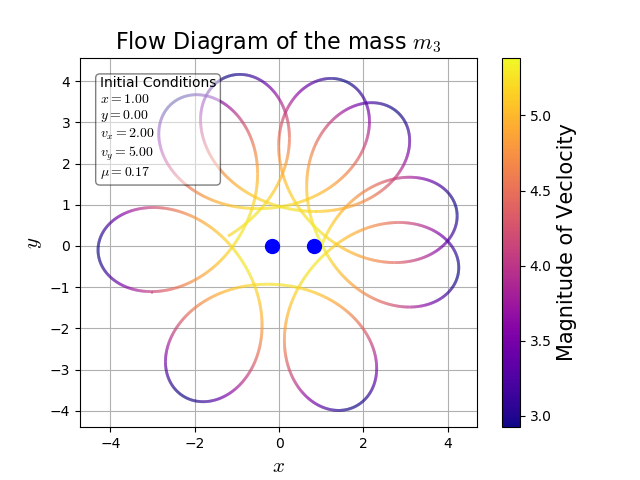 Flow Diagram of the mass m₃
Initial Conditions
x = 1.00
y = 0.00
vₓ = 2.00
v_y = 5.00
μ = 0.17
4
3
2
1
0
−1
−2
−3
−4
y
−4
−2
0
2
4
x
5.0
4.5
4.0
3.5
3.0
Magnitude of Veclocity